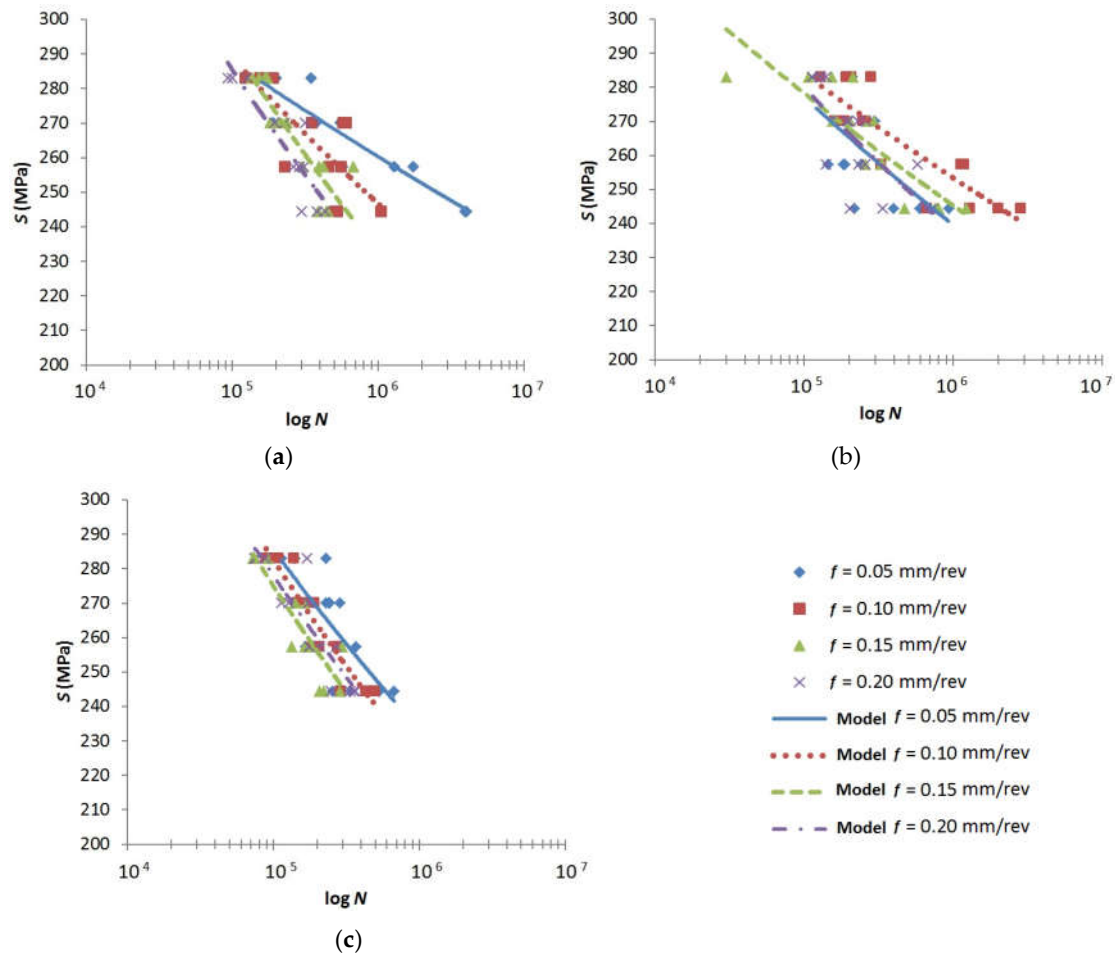 300
290
280
270
260
250
240
230
220
210
200
S (MPa)
10^4
10^5
10^6
10^7
log N
(a)
300
290
280
270
260
250
240
230
220
210
200
S (MPa)
10^4
10^5
10^6
10^7
log N
(b)
300
290
280
270
260
250
240
230
220
210
200
S (MPa)
10^4
10^5
10^6
10^7
log N
(c)
f = 0.05 mm/rev
f = 0.10 mm/rev
f = 0.15 mm/rev
f = 0.20 mm/rev
Model f = 0.05 mm/rev
Model f = 0.10 mm/rev
Model f = 0.15 mm/rev
Model f = 0.20 mm/rev